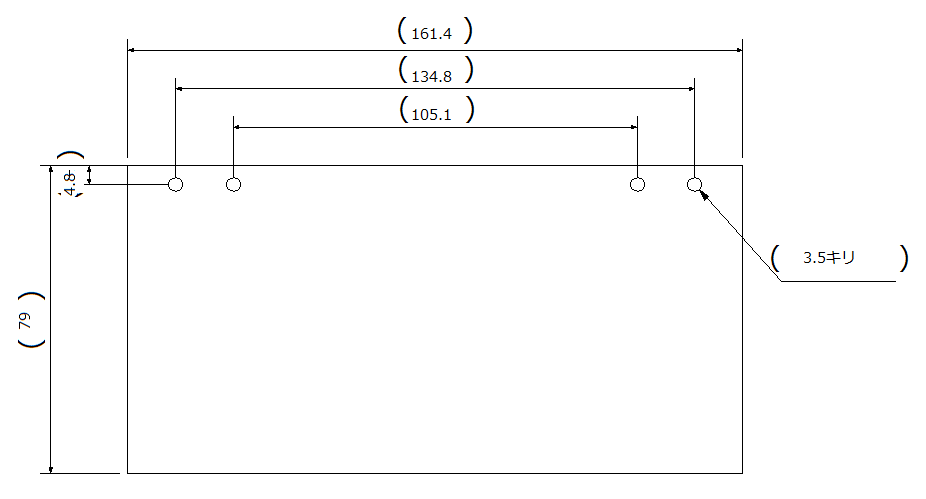 ( 161.4 )
( 134.8 )
( 105.1 )
( 4.8 )
( 3.5キリ )
( 79 )